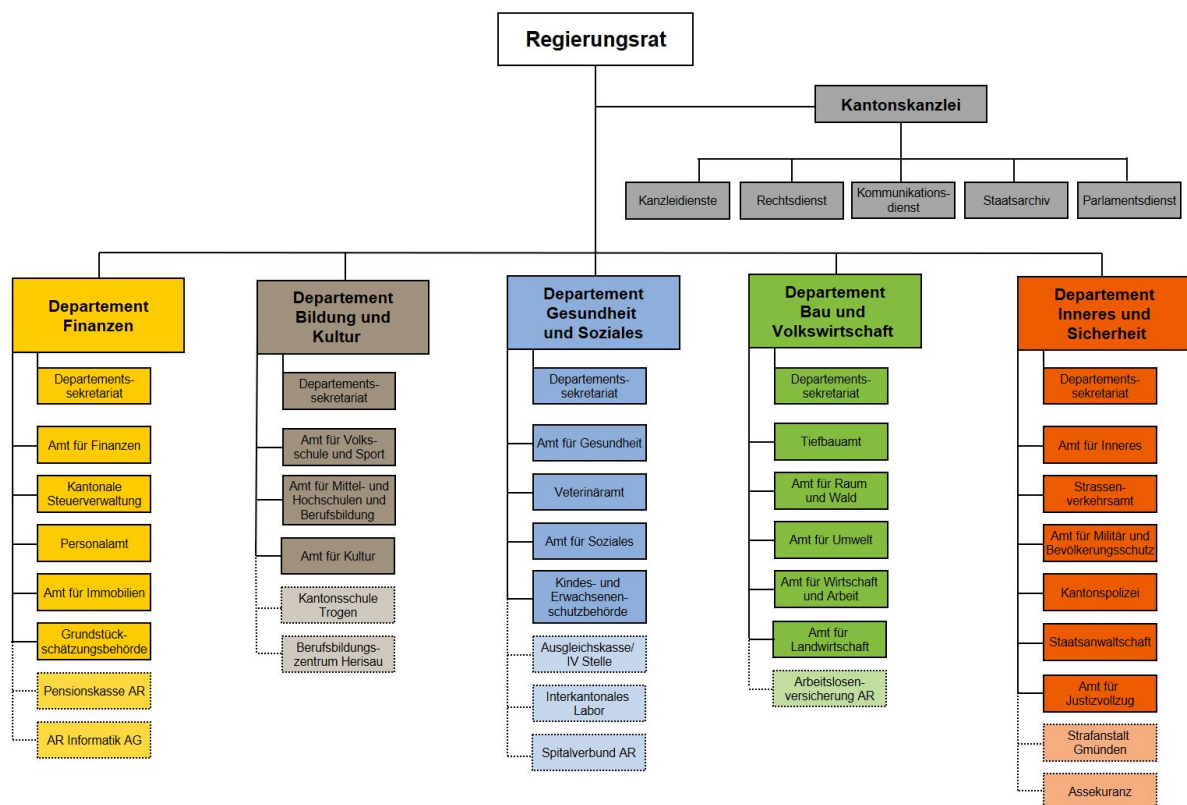 Regierungsrat
Kantonskanzlei
Kanzleidienste
Rechtsdienst
Kommunikations-
dienst
Staatsarchiv
Parlamentsdienst
Departement
Finanzen
Departements-
sekretariat
Amt für Finanzen
Kantonale
Steuerverwaltung
Personalamt
Amt für Immobilien
Grundstück-
schätzungsbehörde
Pensionskasse AR
AR Informatik AG
Departement
Bildung und
Kultur
Departements-
sekretariat
Amt für Volks-
schule und Sport
Amt für Mittel- und
Hochschulen und
Berufsbildung
Amt für Kultur
Kantonsschule
Trogen
Berufsbildungs-
zentrum Herisau
Departement
Gesundheit
und Soziales
Departements-
sekretariat
Amt für Gesundheit
Veterinäramt
Amt für Soziales
Kindes- und
Erwachsenen-
schutzbehörde
Ausgleichskasse/
IV Stelle
Interkantonales
Labor
Spitalverbund AR
Departement
Bau und
Volkswirtschaft
Departements-
sekretariat
Tiefbauamt
Amt für Raum
und Wald
Amt für Umwelt
Amt für Wirtschaft
und Arbeit
Amt für
Landwirtschaft
Arbeitslosen-
versicherung AR
Departement
Inneres und
Sicherheit
Departements-
sekretariat
Amt für Inneres
Strassen-
verkehrsamt
Amt für Militär und
Bevölkerungsschutz
Kantonspolizei
Staatsanwaltschaft
Amt für
Justizvollzug
Strafanstalt
Gmünden
Assekuranz